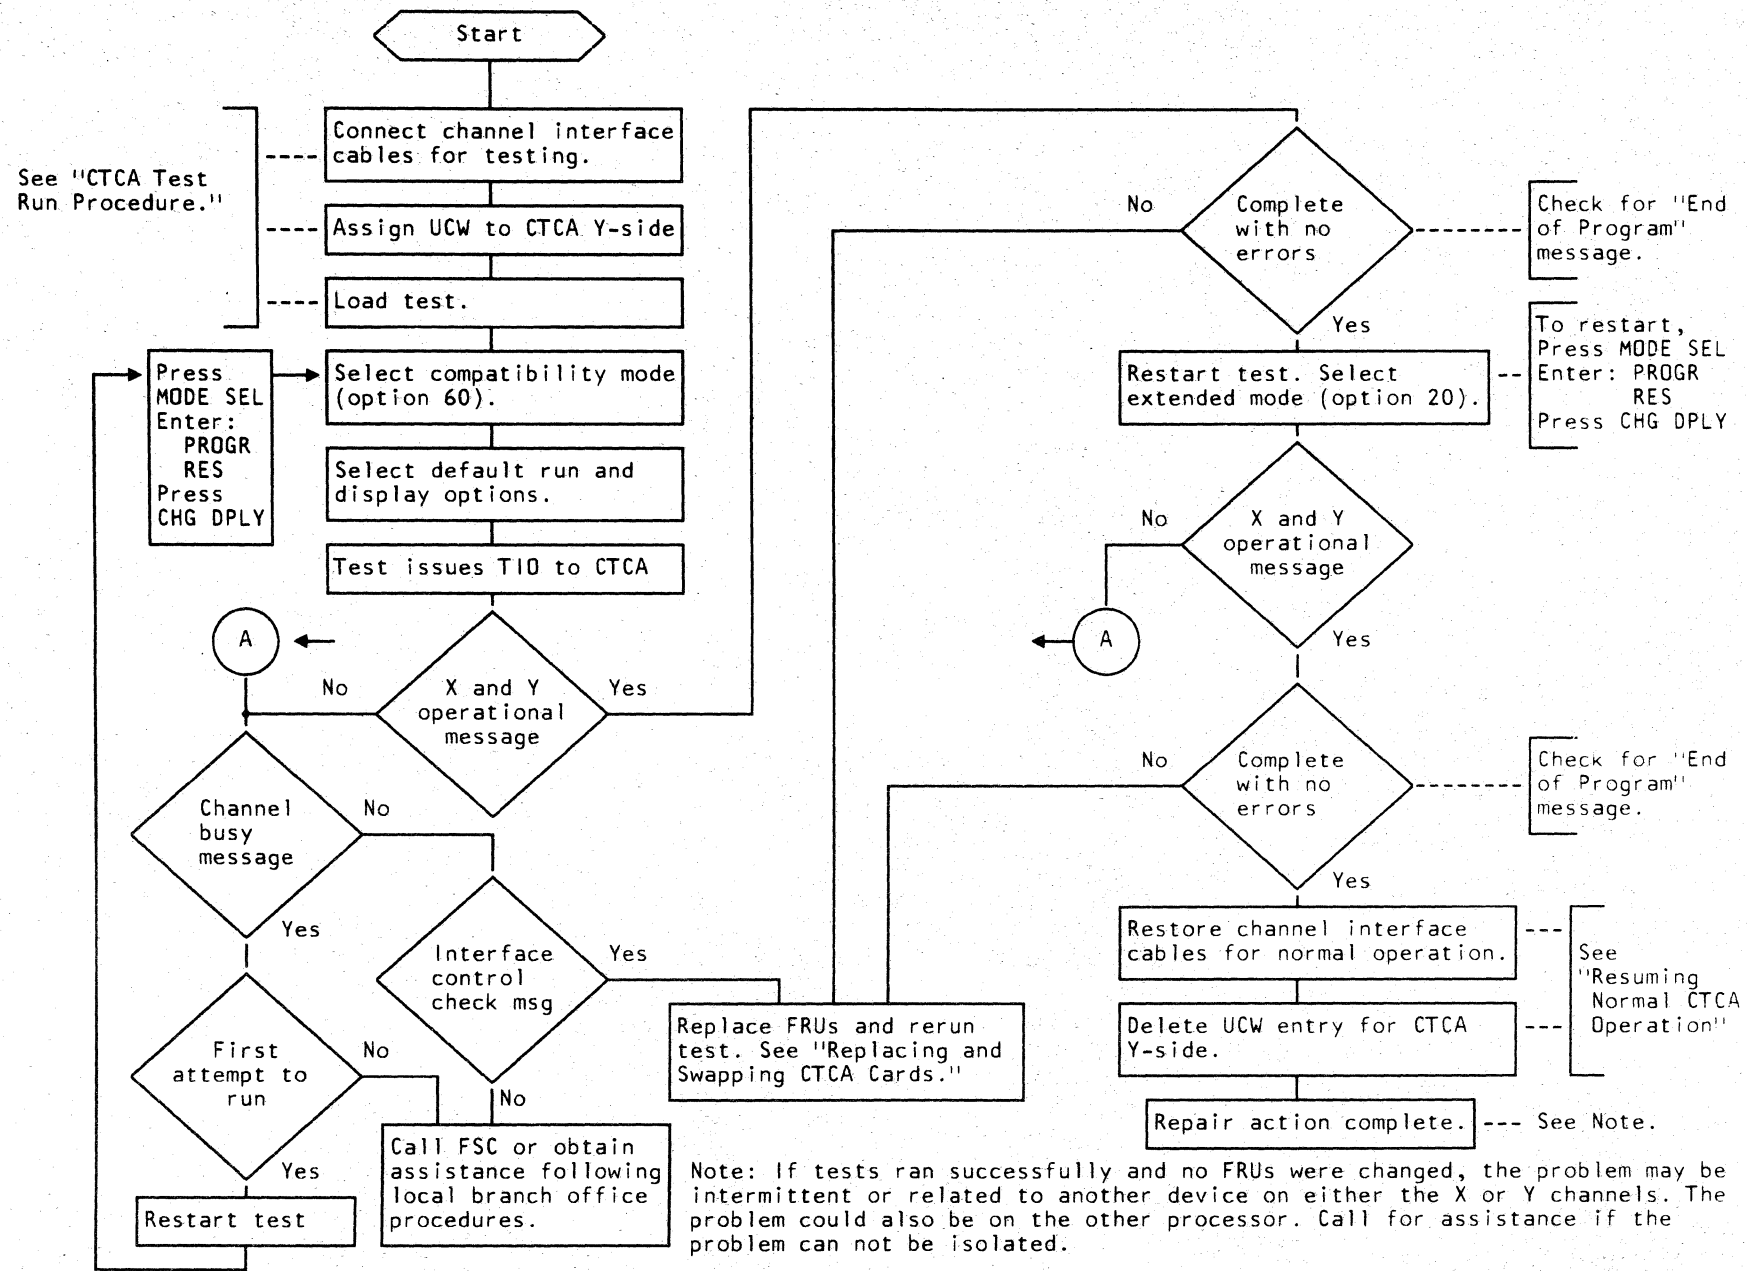 Start
Connect channel interface
cables for testing.
See "CTCA Test
Run Procedure."
Assign UCW to CTCA Y-side
Load test.
Press
MODE SEL
Enter:
PROGR
RES
Press
CHG DPLY
Select compatibility mode
(option 60).
Select default run and
display options.
Test issues TIO to CTCA
A
No
X and Y
operational
message
Yes
Channel
busy
message
No
Yes
Interface
control
check msg
Yes
No
First
attempt to
run
No
Yes
Restart test
Call FSC or obtain
assistance following
local branch office
procedures.
Replace FRUs and rerun
test. See "Replacing and
Swapping CTCA Cards."
No
Complete
with no
errors
Check for "End
of Program"
message.
Yes
Restart test. Select
extended mode (option 20).
To restart,
Press MODE SEL
Enter: PROGR
RES
Press CHG DPLY
No
X and Y
operational
message
A
Yes
No
Complete
with no
errors
Check for "End
of Program"
message.
Yes
Restore channel interface
cables for normal operation.
Delete UCW entry for CTCA
Y-side.
See
"Resuming
Normal CTCA
Operation"
Repair action complete.
See Note.
Note: If tests ran successfully and no FRUs were changed, the problem may be
intermittent or related to another device on either the X or Y channels. The
problem could also be on the other processor. Call for assistance if the
problem can not be isolated.